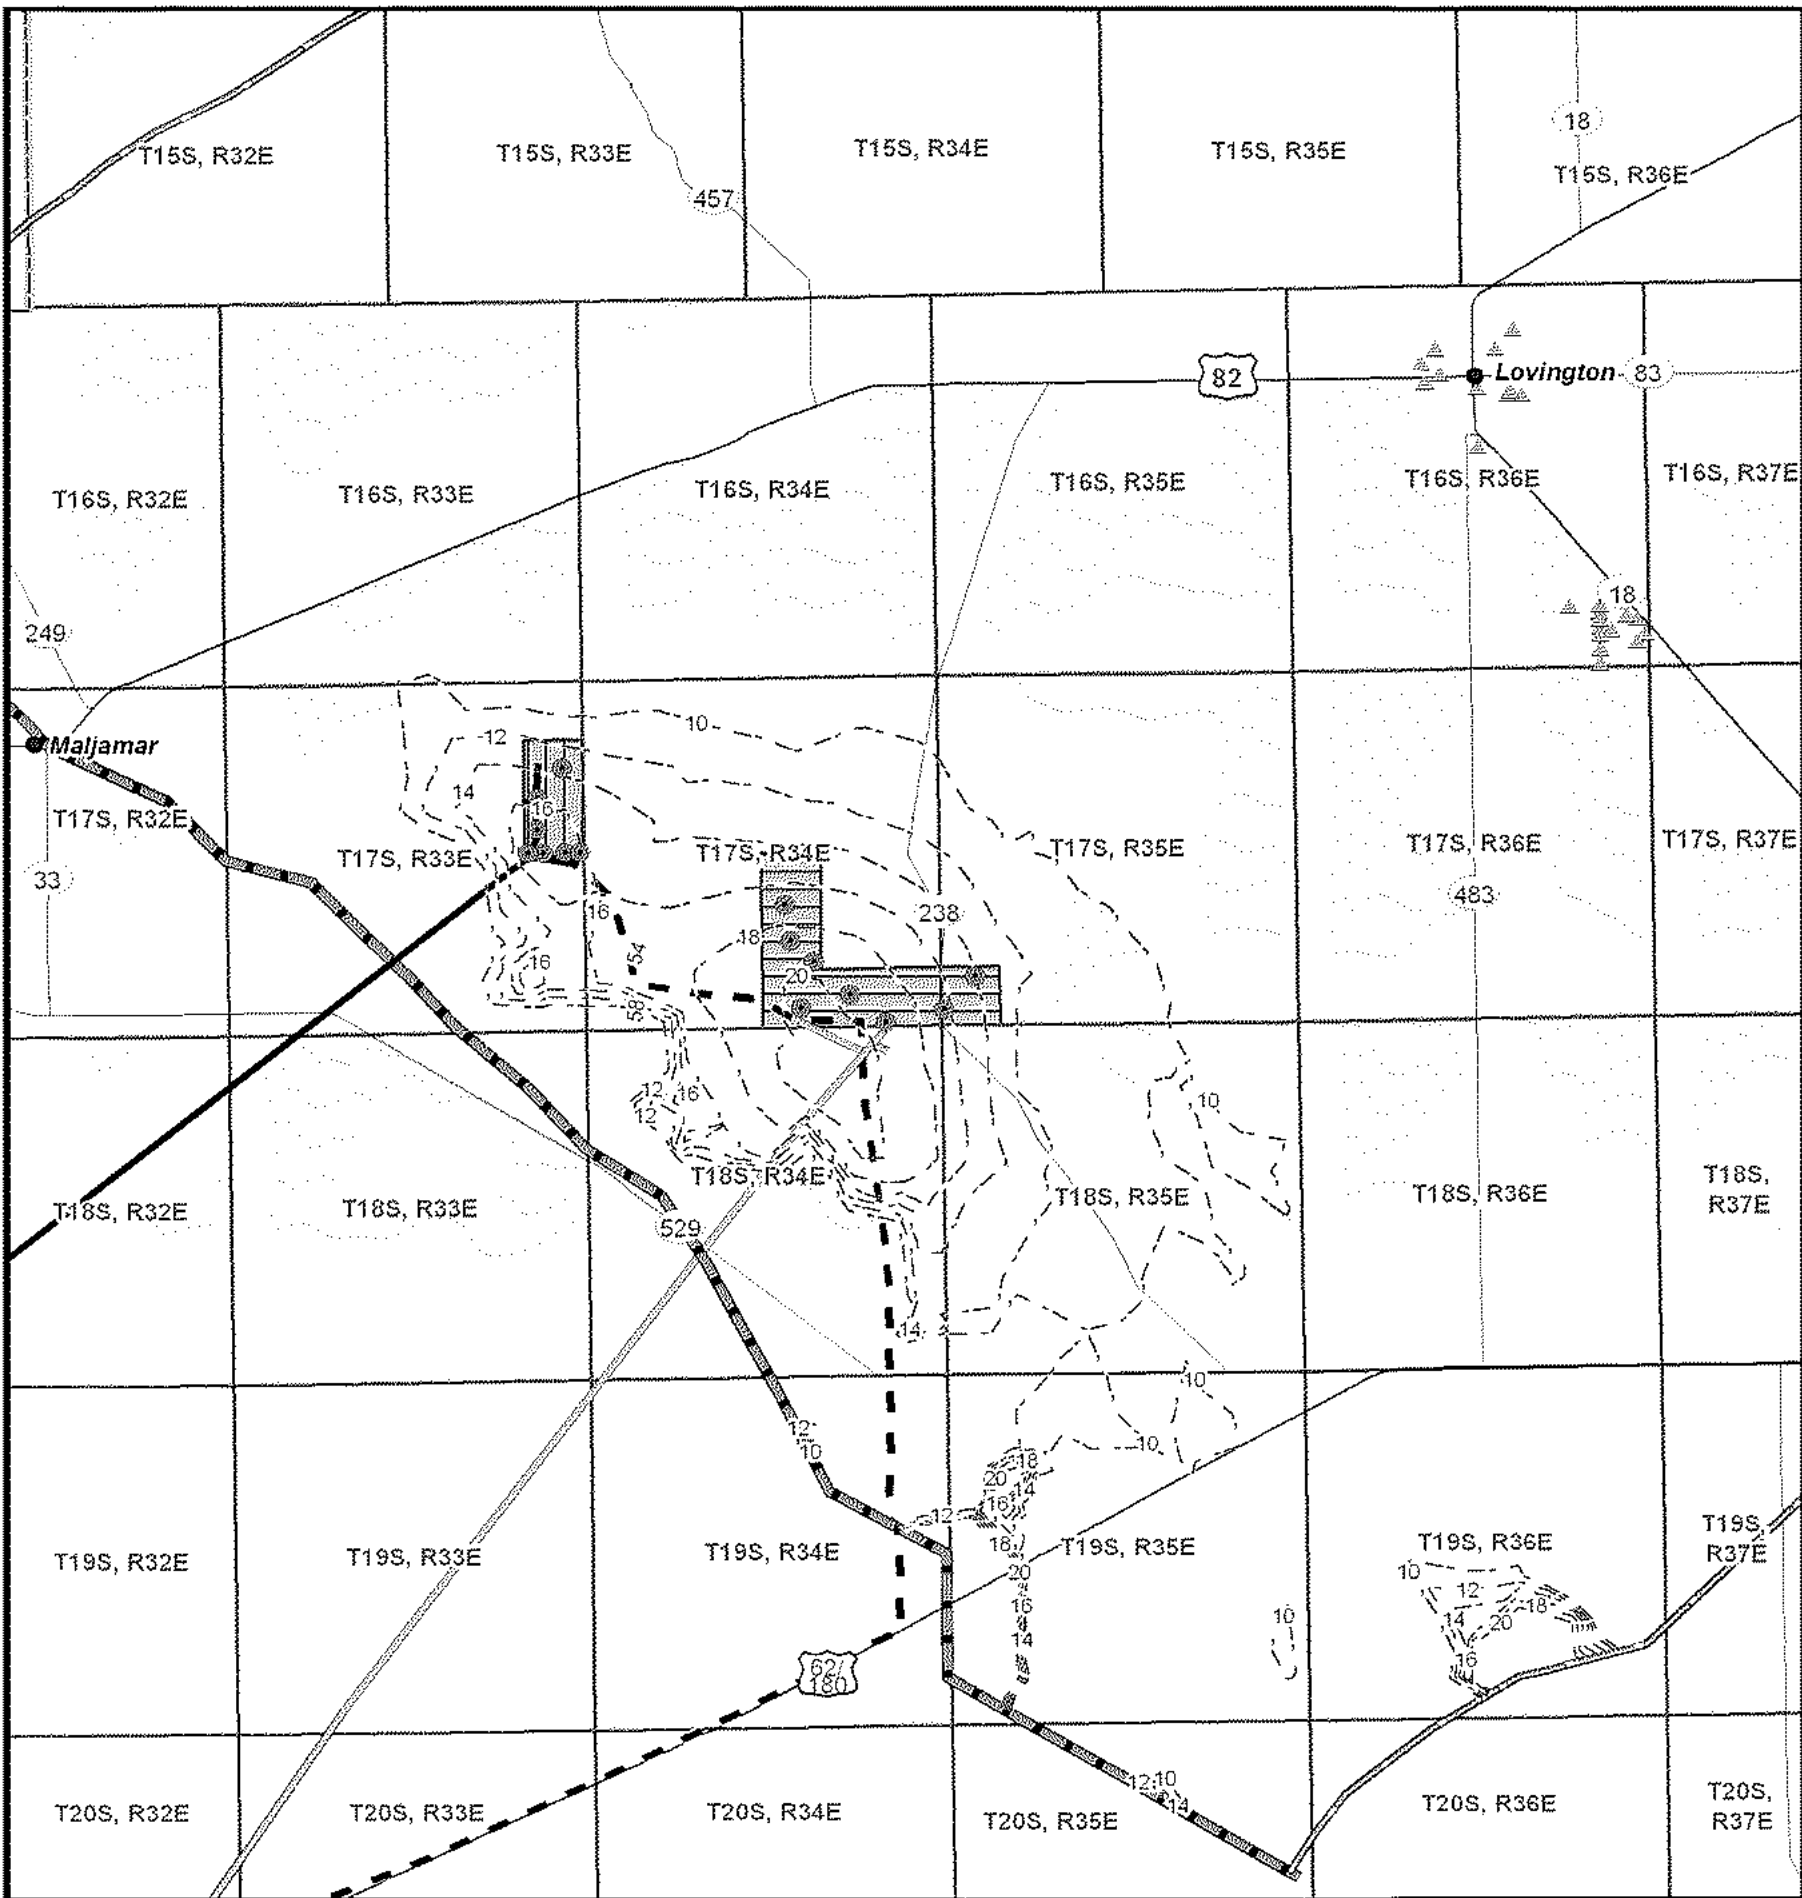 18
T15S, R32E
T15S, R33E
T15S, R34E
T15S, R35E
T15S, R36E
457
82
Lovington
83
T16S, R32E
T16S, R33E
T16S, R34E
T16S, R35E
T16S, R36E
T16S, R37E
249
18
10
12
Maljamar
14
16
T17S, R32E
T17S, R33E
T17S, R34E
T17S, R35E
T17S, R36E
T17S, R37E
33
483
16
238
18
54
16
20
58
12
16
12
10
T18S, R34E
T18S, R32E
T18S, R33E
T18S, R35E
T18S, R36E
T18S,
R37E
529
14
10
12
10
10
18
20
14
16
12
18
T19S, R32E
T19S, R33E
T19S, R34E
T19S, R35E
T19S, R36E
T19S,
R37E
20
10
12
16
18
14
20
10
14
16
62/
180
12
10
14
T20S, R32E
T20S, R33E
T20S, R34E
T20S, R35E
T20S, R36E
T20S,
R37E